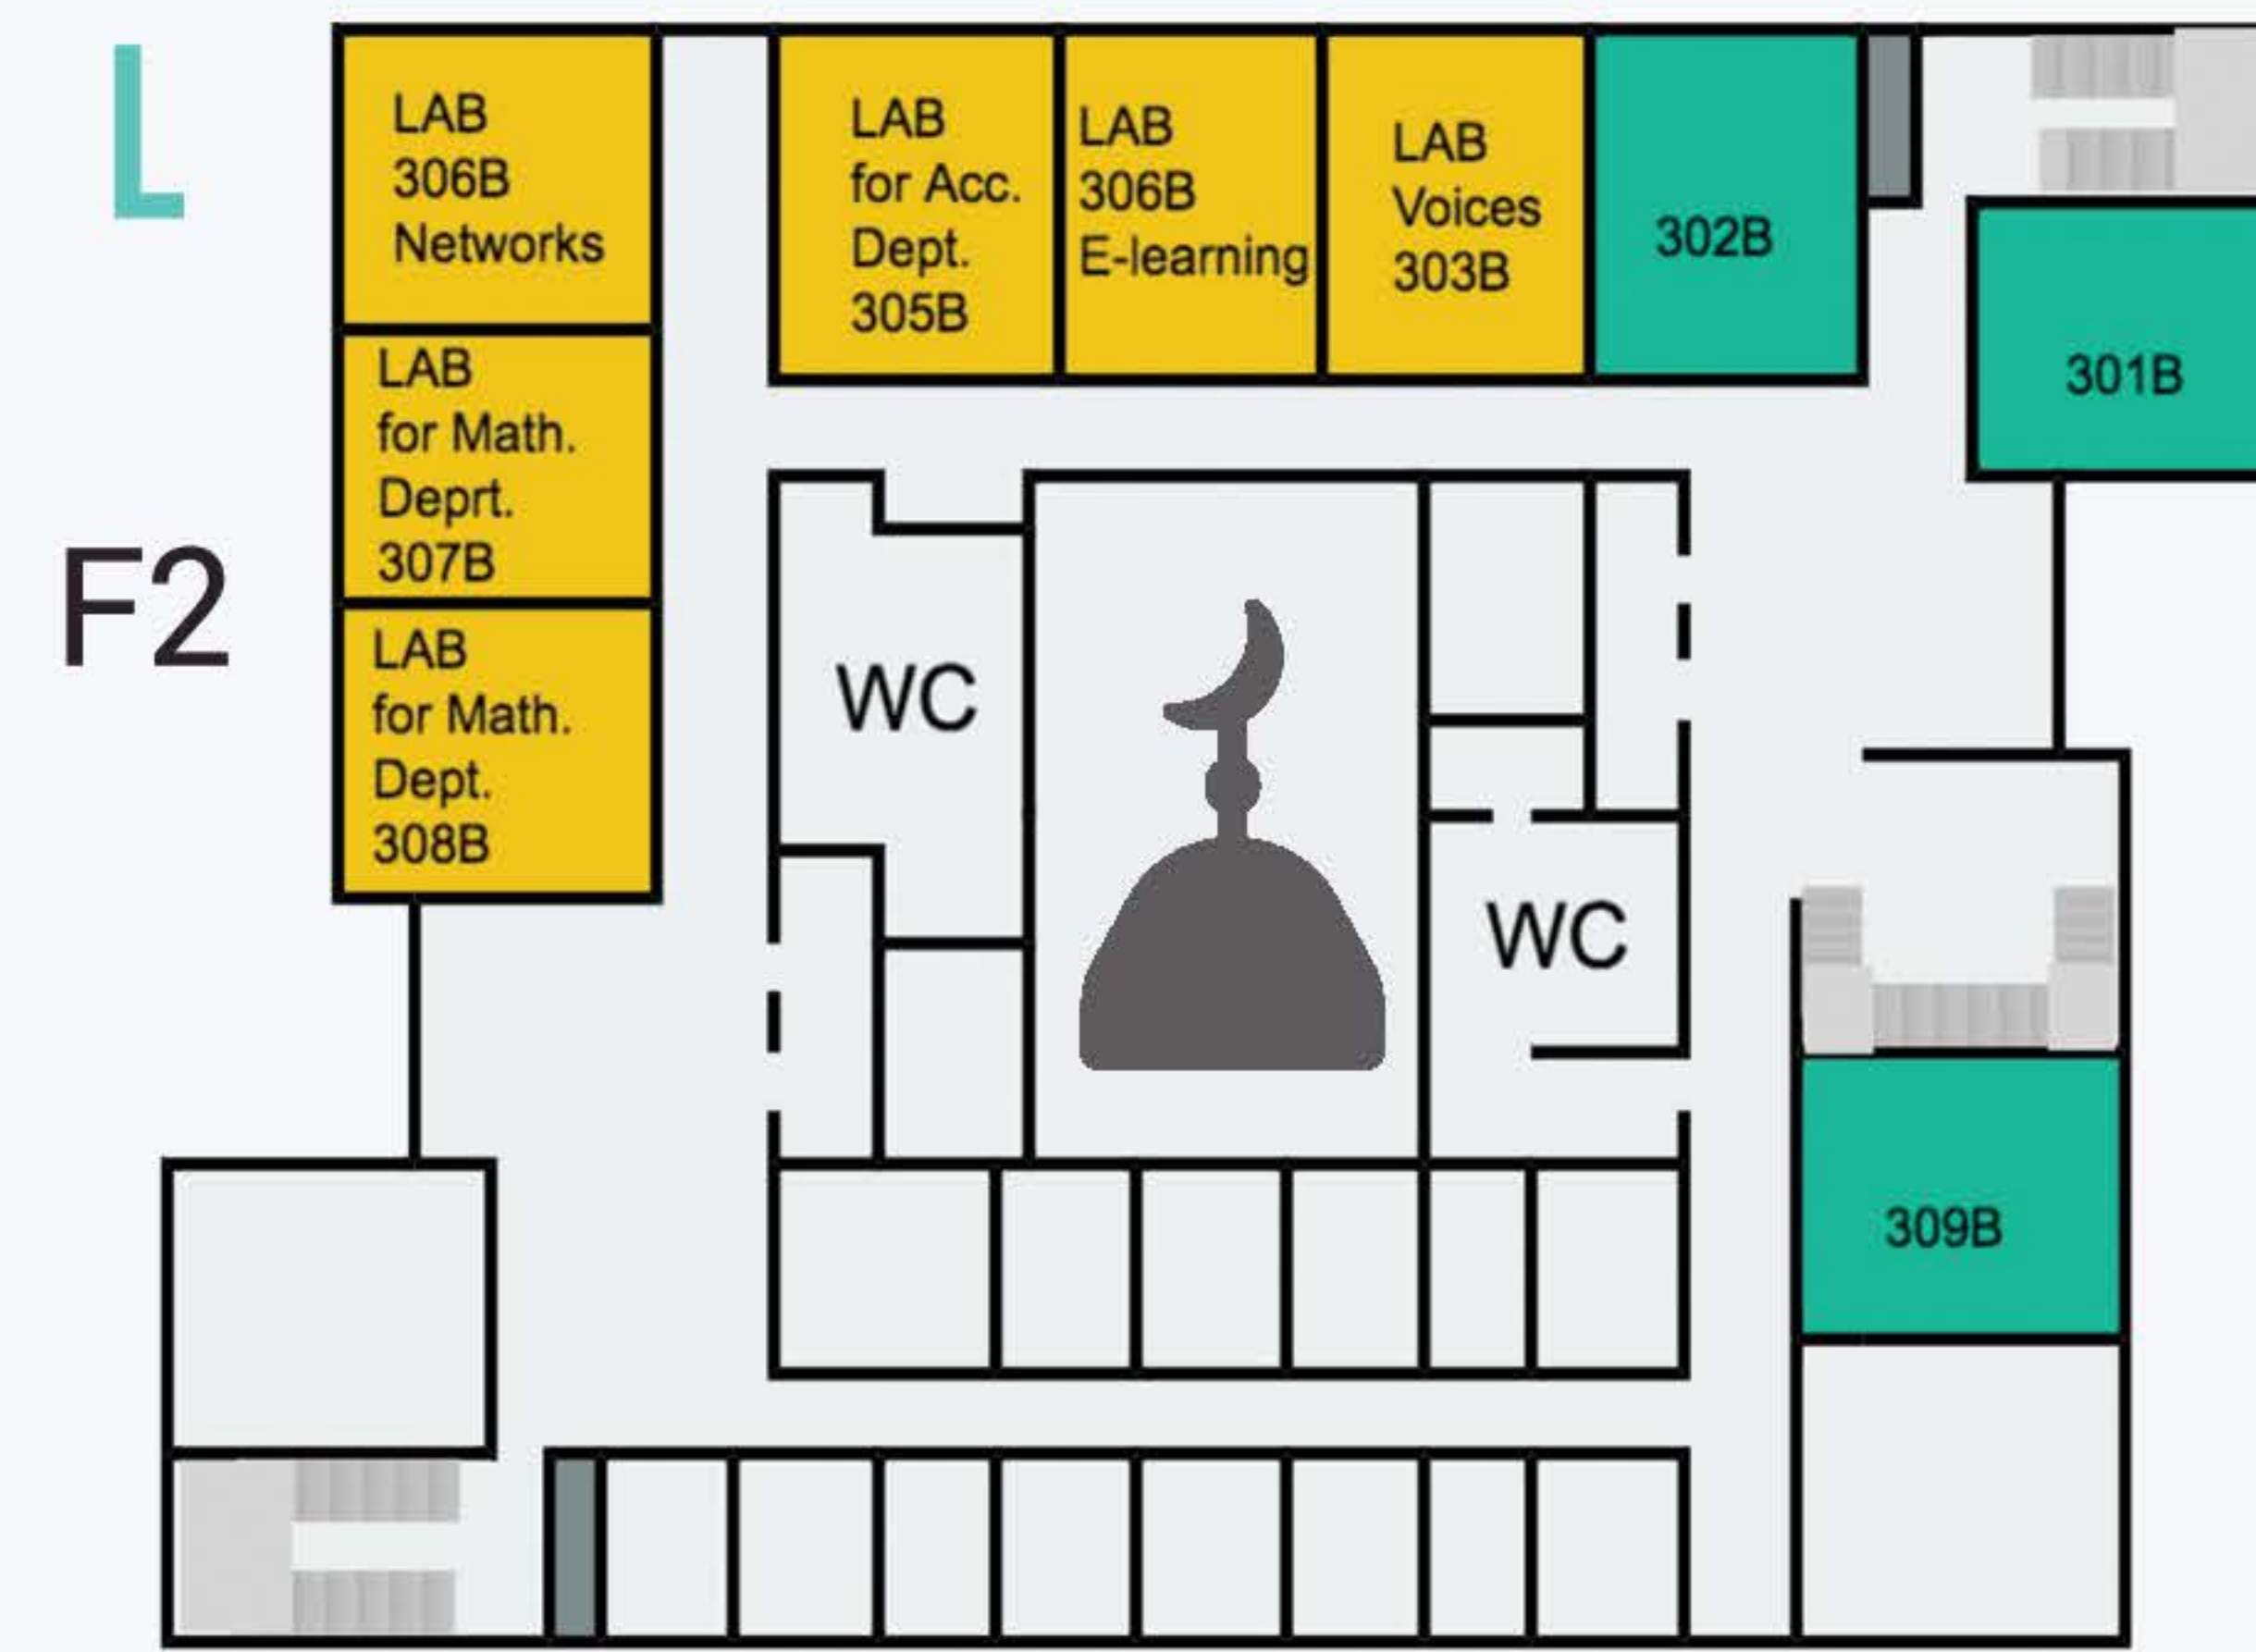 L
LAB
306B
Networks
LAB
for Acc.
Dept.
305B
LAB
306B
E-learning
LAB
Voices
303B
302B
301B
LAB
for Math.
Deprt.
307B
F2
LAB
for Math.
Dept.
308B
WC
WC
309B